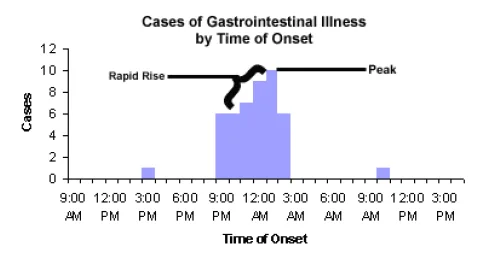 Cases of Gastrointestinal Illness
by Time of Onset
12
10
8
6
4
2
0
Cases
Rapid Rise
Peak
9:00 12:00 3:00 6:00 9:00 12:00 3:00 6:00 9:00 12:00 3:00
AM PM PM PM PM AM AM AM AM PM PM
Time of Onset